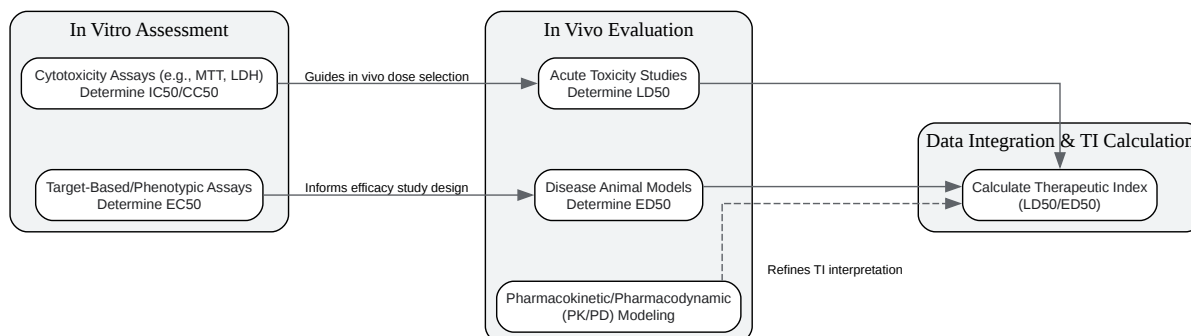 In Vitro Assessment
Cytotoxicity Assays (e.g., MTT, LDH)
Determine IC50/CC50
Target-Based/Phenotypic Assays
Determine EC50
Guides in vivo dose selection
Informs efficacy study design
In Vivo Evaluation
Acute Toxicity Studies
Determine LD50
Disease Animal Models
Determine ED50
Pharmacokinetic/Pharmacodynamic
(PK/PD) Modeling
Refines TI interpretation
Data Integration & TI Calculation
Calculate Therapeutic Index
(LD50/ED50)